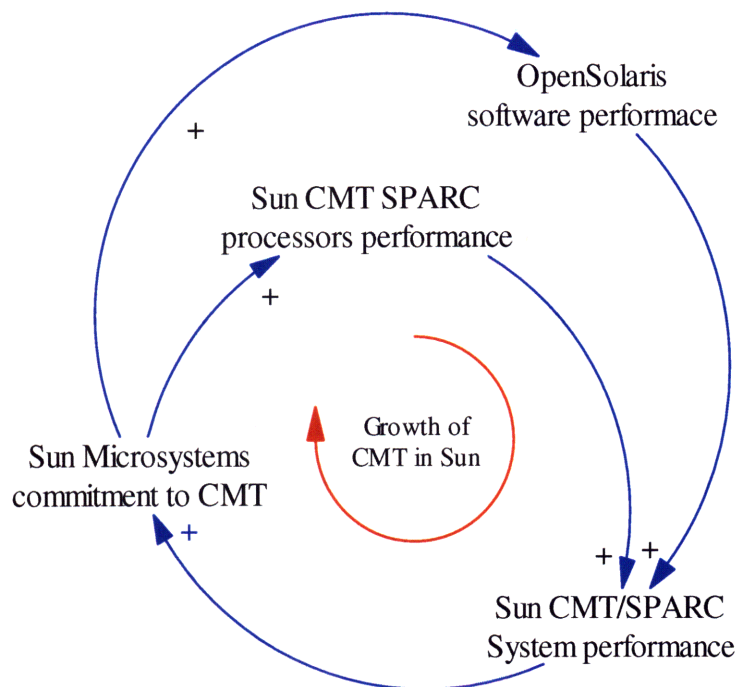 OpenSolaris
software performace
+
Sun CMT SPARC
processors performance
+
Growth of
CMT in Sun
Sun Microsystems
commitment to CMT
+
+ +
Sun CMT/SPARC
System performance